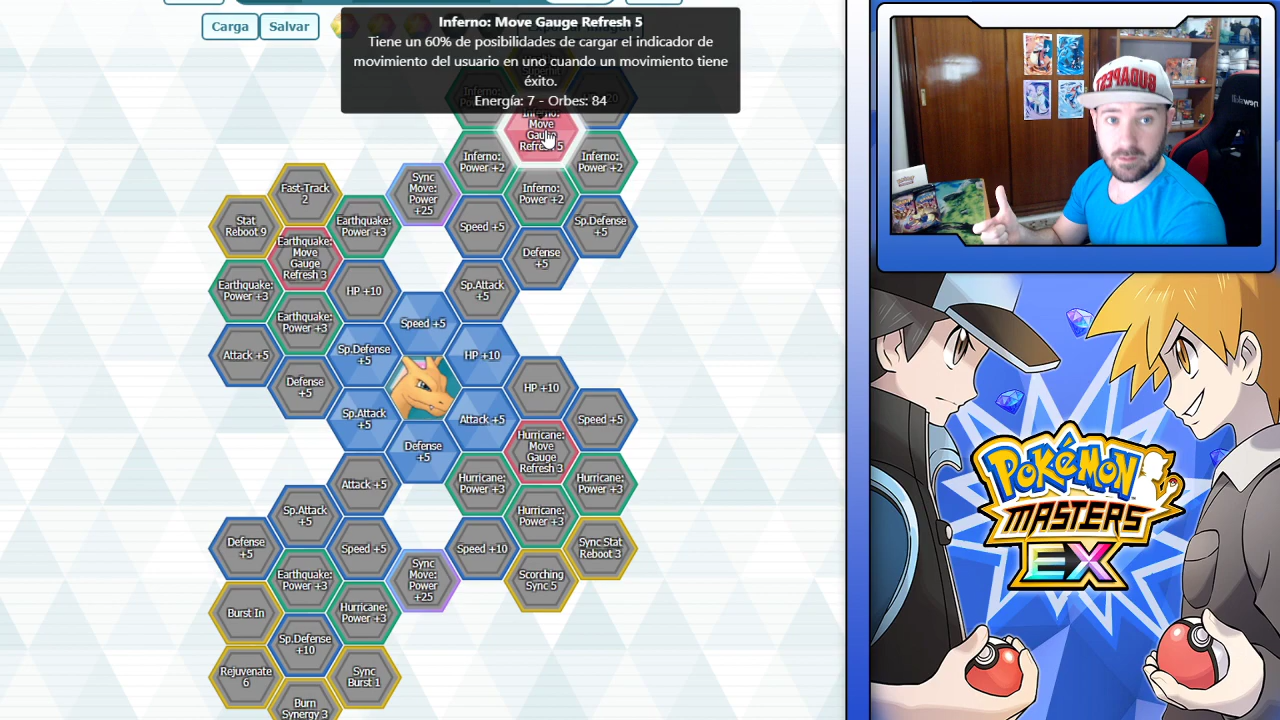 Carga
Salvar
Inferno: Move Gauge Refresh 5
Tiene un 60% de posibilidades de cargar el indicador de
movimiento del usuario en uno cuando un movimiento tiene
éxito.
Energía: 7 - Orbes: 84
Inferno:
Move
Gauge
Refresh 5
Inferno:
Power +2
Inferno:
Power +2
Inferno:
Power +2
Sync
Move:
Power
+25
Fast-Track
2
Stat
Reboot 9
Earthquake:
Power +3
Speed +5
Sp.Defense
+5
Earthquake:
Move
Gauge
Refresh 3
Defense
+5
Earthquake:
Power +3
HP +10
Sp.Attack
+5
Earthquake:
Power +3
Speed +5
Attack +5
Sp.Defense
+5
HP +10
Defense
+5
HP +10
Sp.Attack
+5
Attack +5
Speed +5
Defense
+5
Hurricane:
Move
Gauge
Refresh 3
Attack +5
Hurricane:
Power +3
Hurricane:
Power +3
Sp.Attack
+5
Hurricane:
Power +3
Defense
+5
Speed +5
Speed +10
Sync Stat
Reboot 3
Earthquake:
Power +3
Sync
Move:
Power
+25
Scorching
Sync 5
Burst In
Hurricane:
Power +3
Sp.Defense
+10
Rejuvenate
6
Sync
Burst 1
Burn
Synergy 3
BUDAPEST
POKéMON
MASTERS
EX